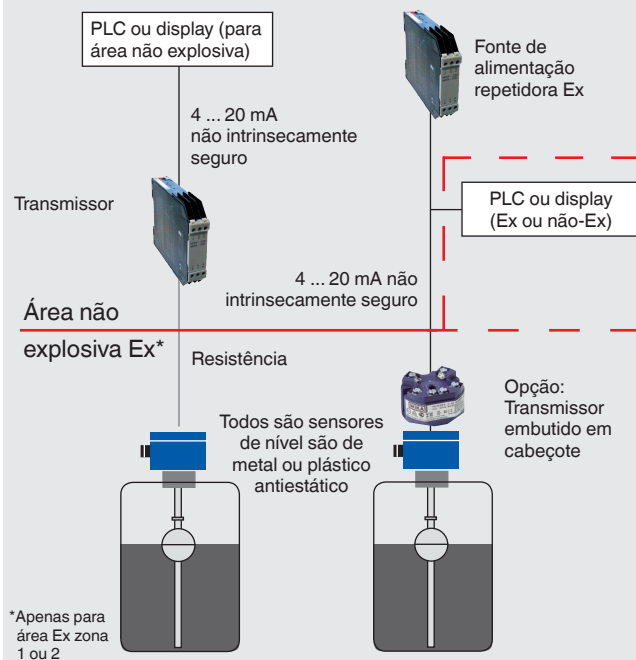 PLC ou display (para
área não explosiva)
Fonte de
alimentação
repetidora Ex
4 ... 20 mA
não intrinsecamente
seguro
Transmissor
PLC ou display
(Ex ou não-Ex)
4 ... 20 mA não
intrinsecamente seguro
Área não
explosiva Ex*
Resistência
Opção:
Transmissor
embutido em
cabeçote
Todos são sensores
de nível são de
metal ou plástico
antiestático
*Apenas para
área Ex zona
1 ou 2